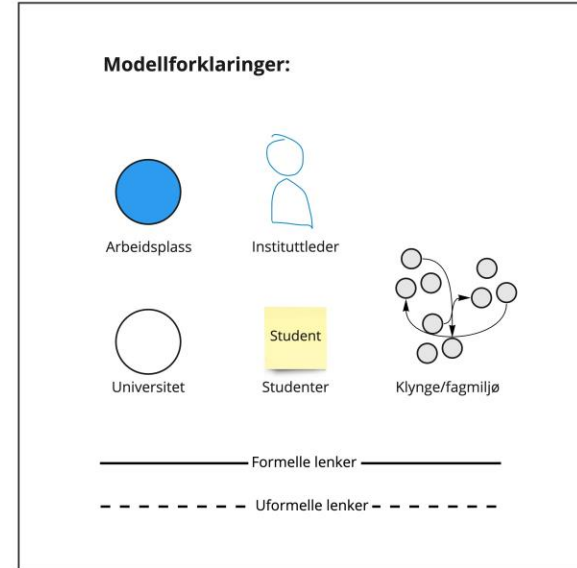 Modellforklaringer:
Arbeidsplass
Instituttleder
Student
Universitet
Studenter
Klynge/fagmiljø
Formelle lenker
Uformelle lenker